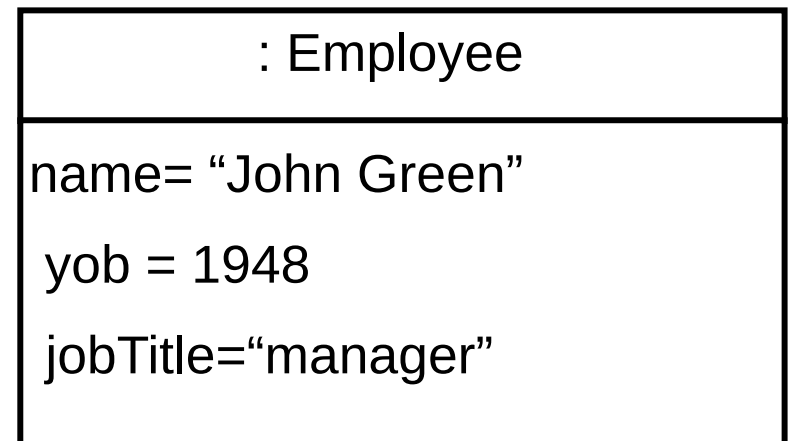 : Employee
name= “John Green”
yob = 1948
jobTitle=“manager”